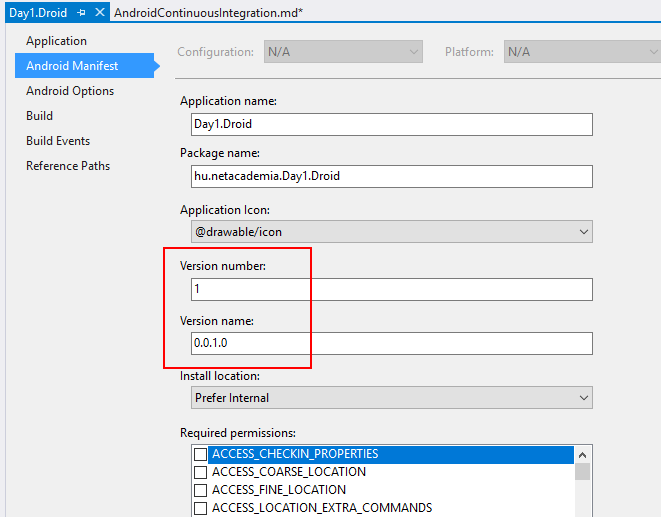 Day1.Droid AndroidContinuousIntegration.md*
Application
Android Manifest
Android Options
Build
Build Events
Reference Paths
Configuration: N/A Platform: N/A
Application name:
Day1.Droid
Package name:
hu.netacademia.Day1.Droid
Application Icon:
@drawable/icon
Version number:
1
Version name:
0.0.1.0
Install location:
Prefer Internal
Required permissions:
ACCESS_CHECKIN_PROPERTIES
ACCESS_COARSE_LOCATION
ACCESS_FINE_LOCATION
ACCESS_LOCATION_EXTRA_COMMANDS